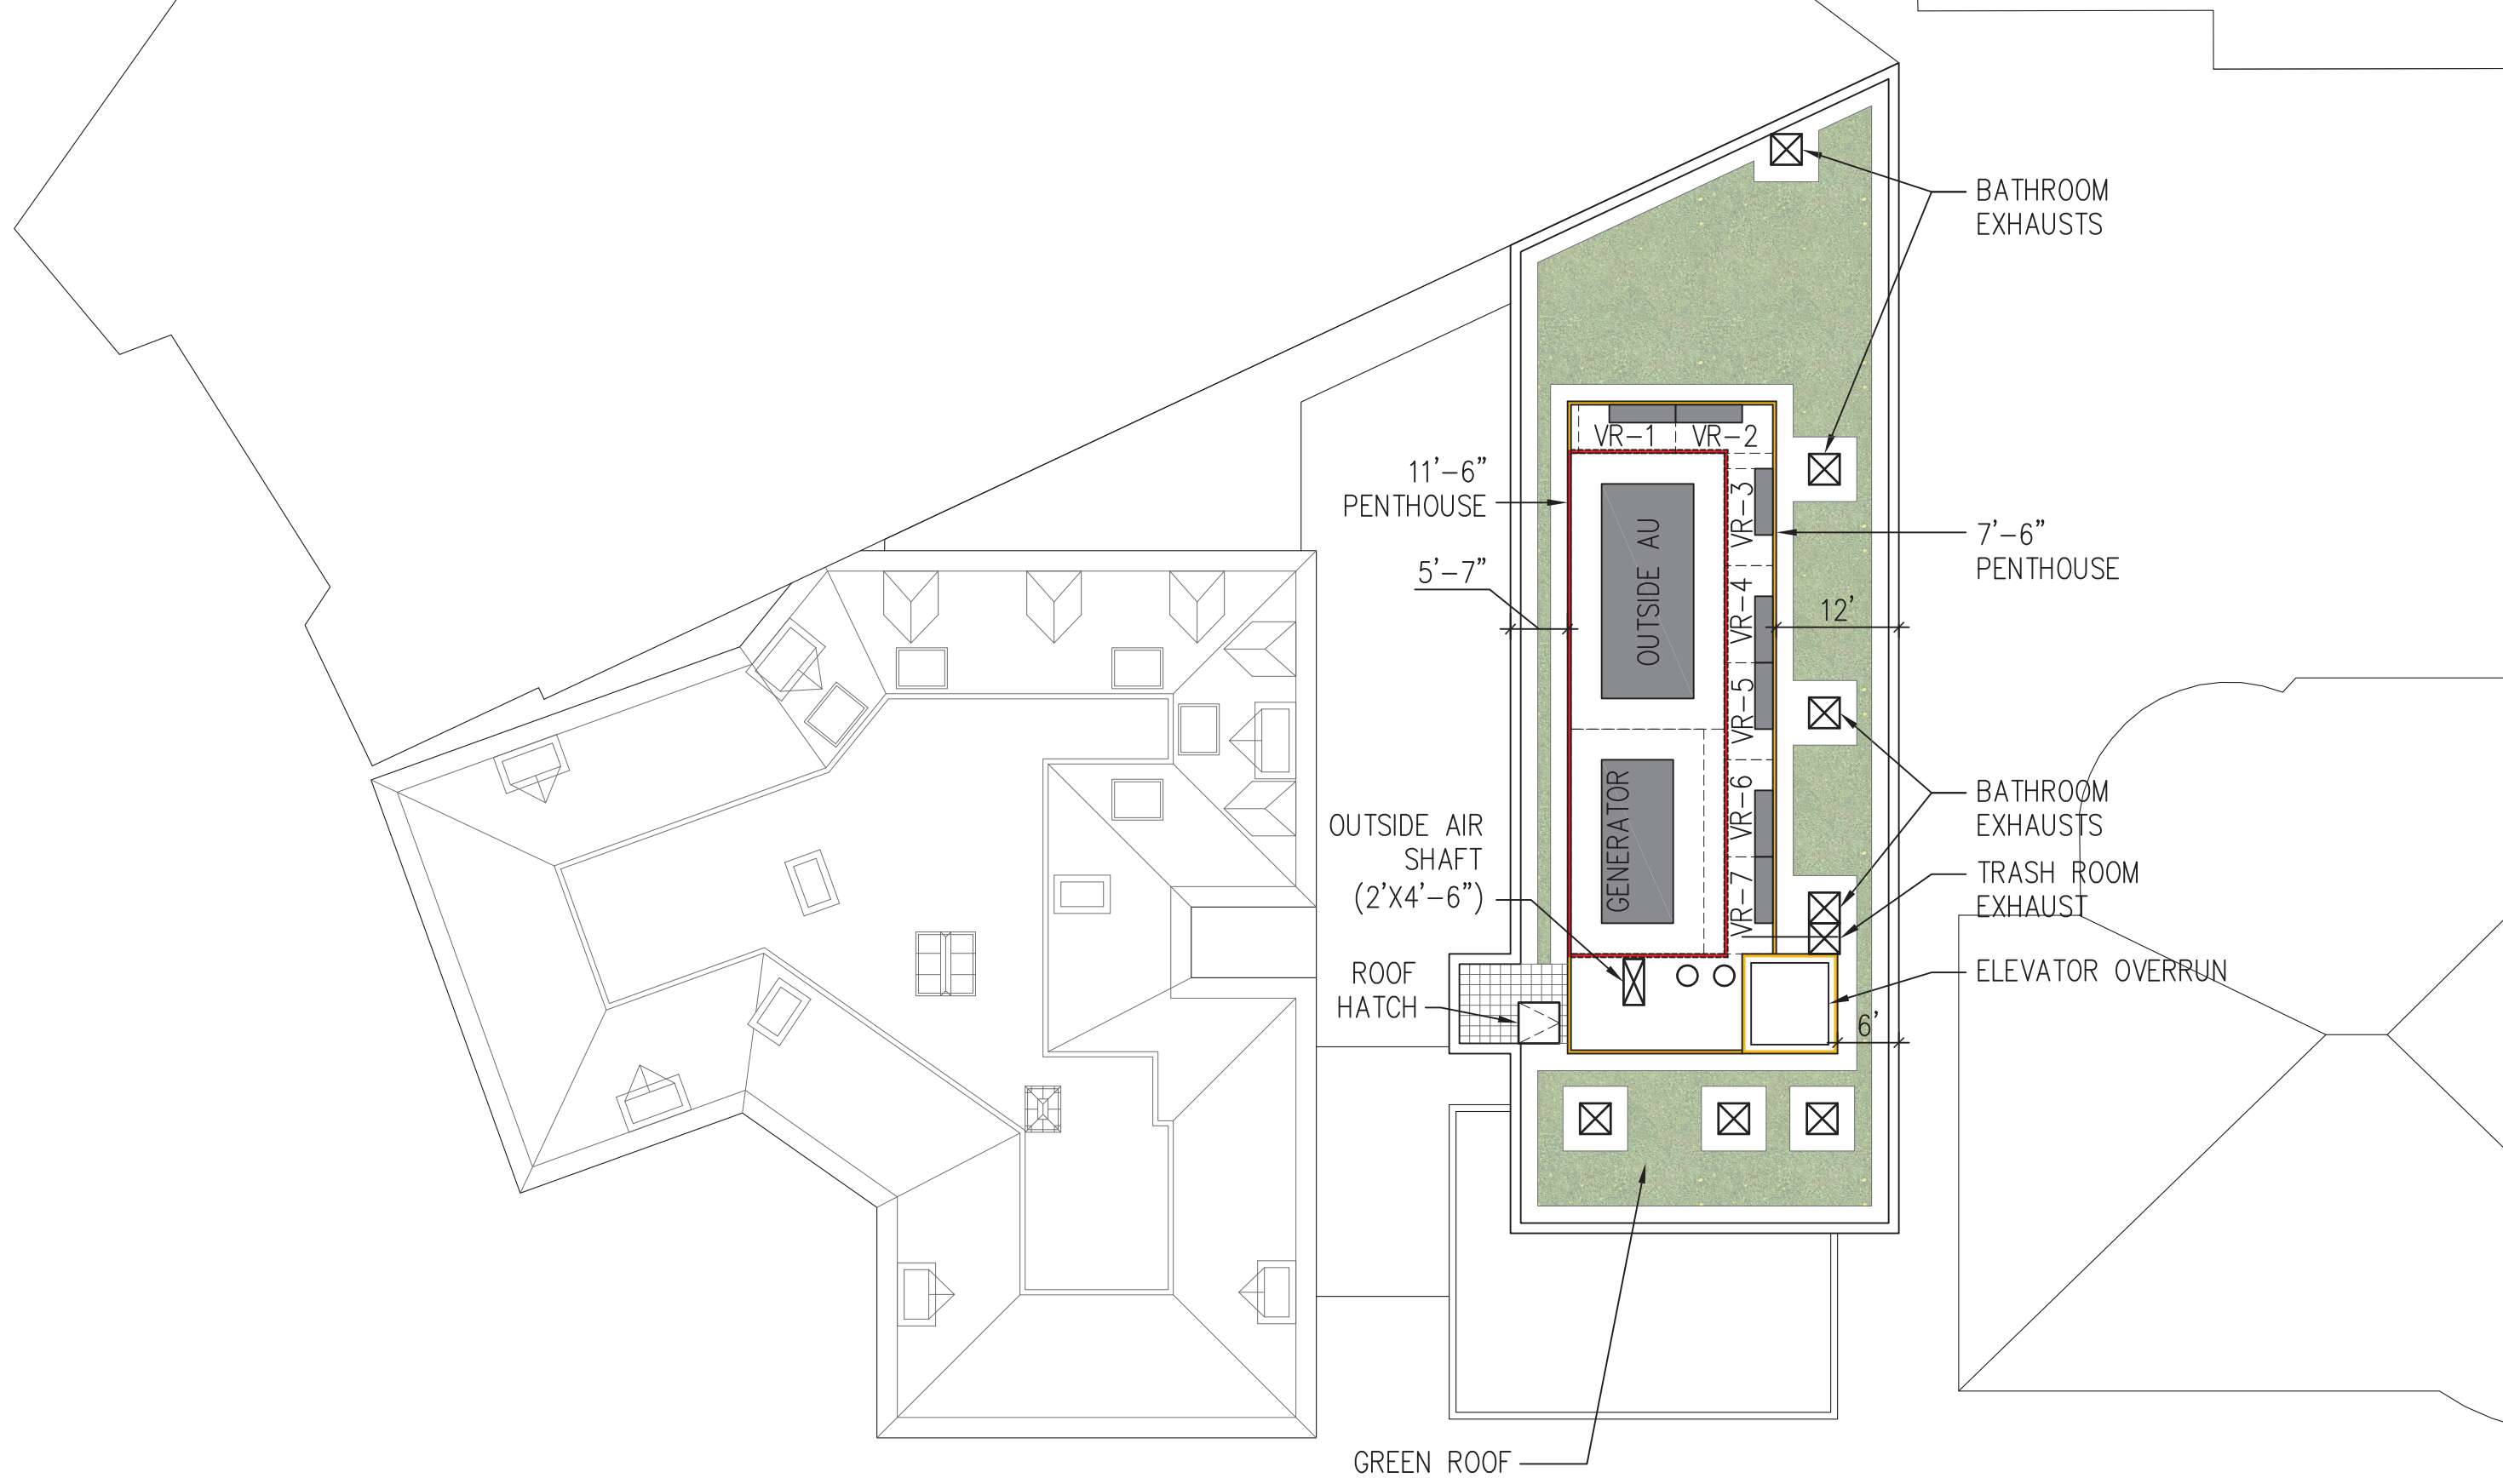 BATHROOM
EXHAUSTS
VR-1
VR-2
11'-6"
PENTHOUSE
VR-3
OUTSIDE AU
7'-6"
PENTHOUSE
5'-7"
VR-4
12'
VR-5
GENERATOR
VR-6
BATHROOM
EXHAUSTS
OUTSIDE AIR
SHAFT
(2'X4'-6")
VR-7
TRASH ROOM
EXHAUST
ROOF
HATCH
ELEVATOR OVERRUN
6'
GREEN ROOF